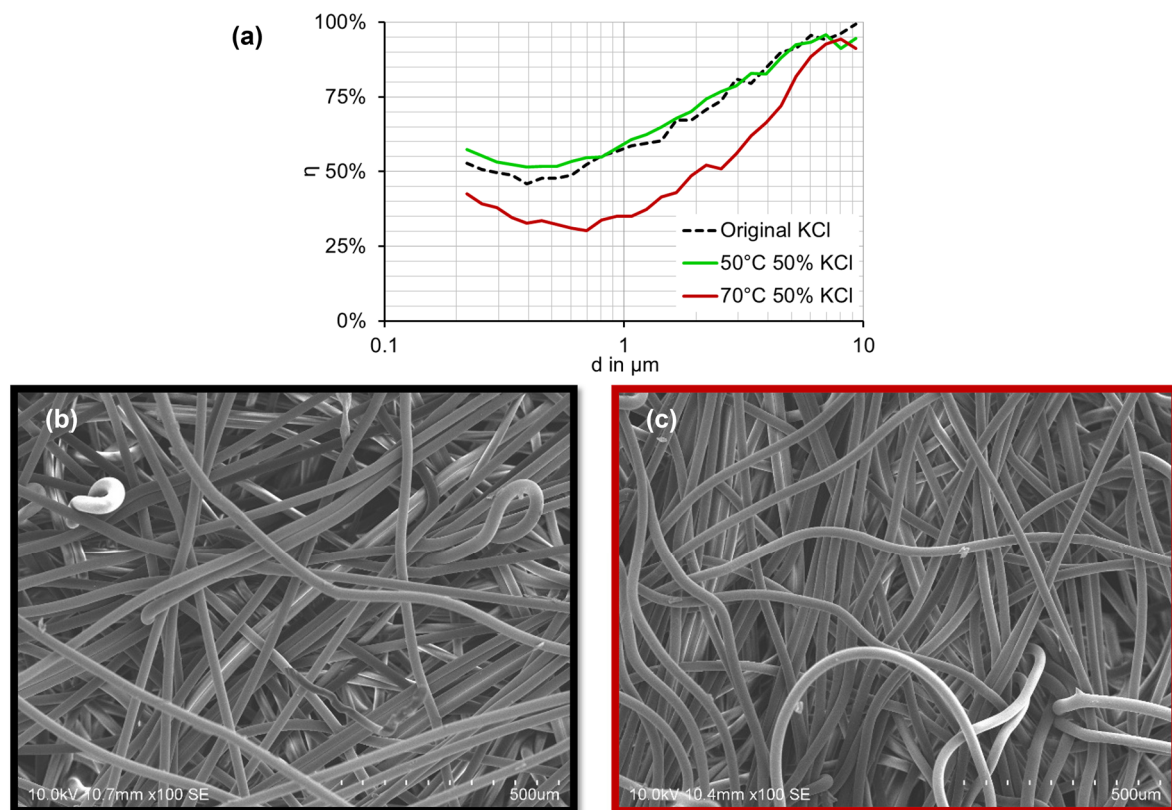 (a)
100%
75%
50%
25%
0%
η
0.1
1
10
d in µm
Original KCl
50°C 50% KCl
70°C 50% KCl
(b)
10.0kV 10.7mm x100 SE
500um
(c)
10.0kV 10.4mm x100 SE
500um